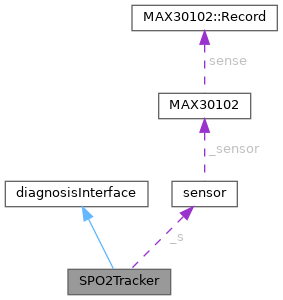 MAX30102::Record
sense
MAX30102
_sensor
diagnosisInterface
sensor
_s
SPO2Tracker